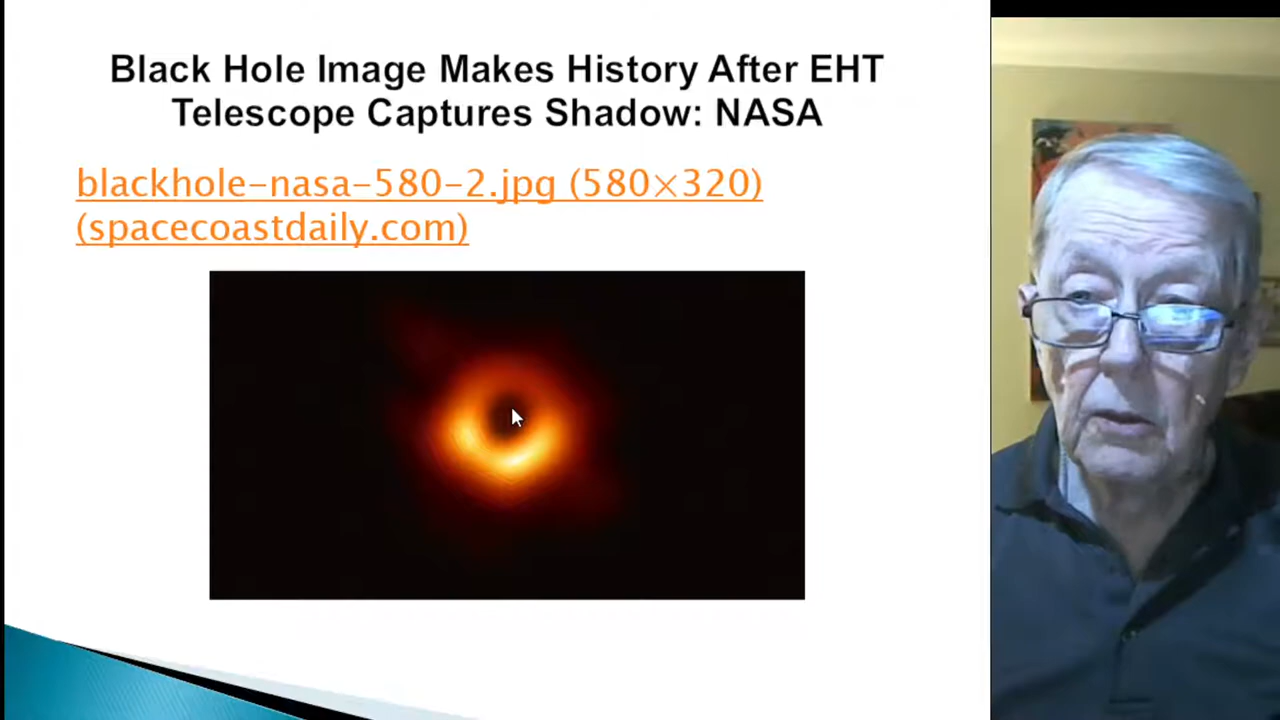 Black Hole Image Makes History After EHT
Telescope Captures Shadow: NASA
blackhole-nasa-580-2.jpg (580×320)
(spacecoastdaily.com)